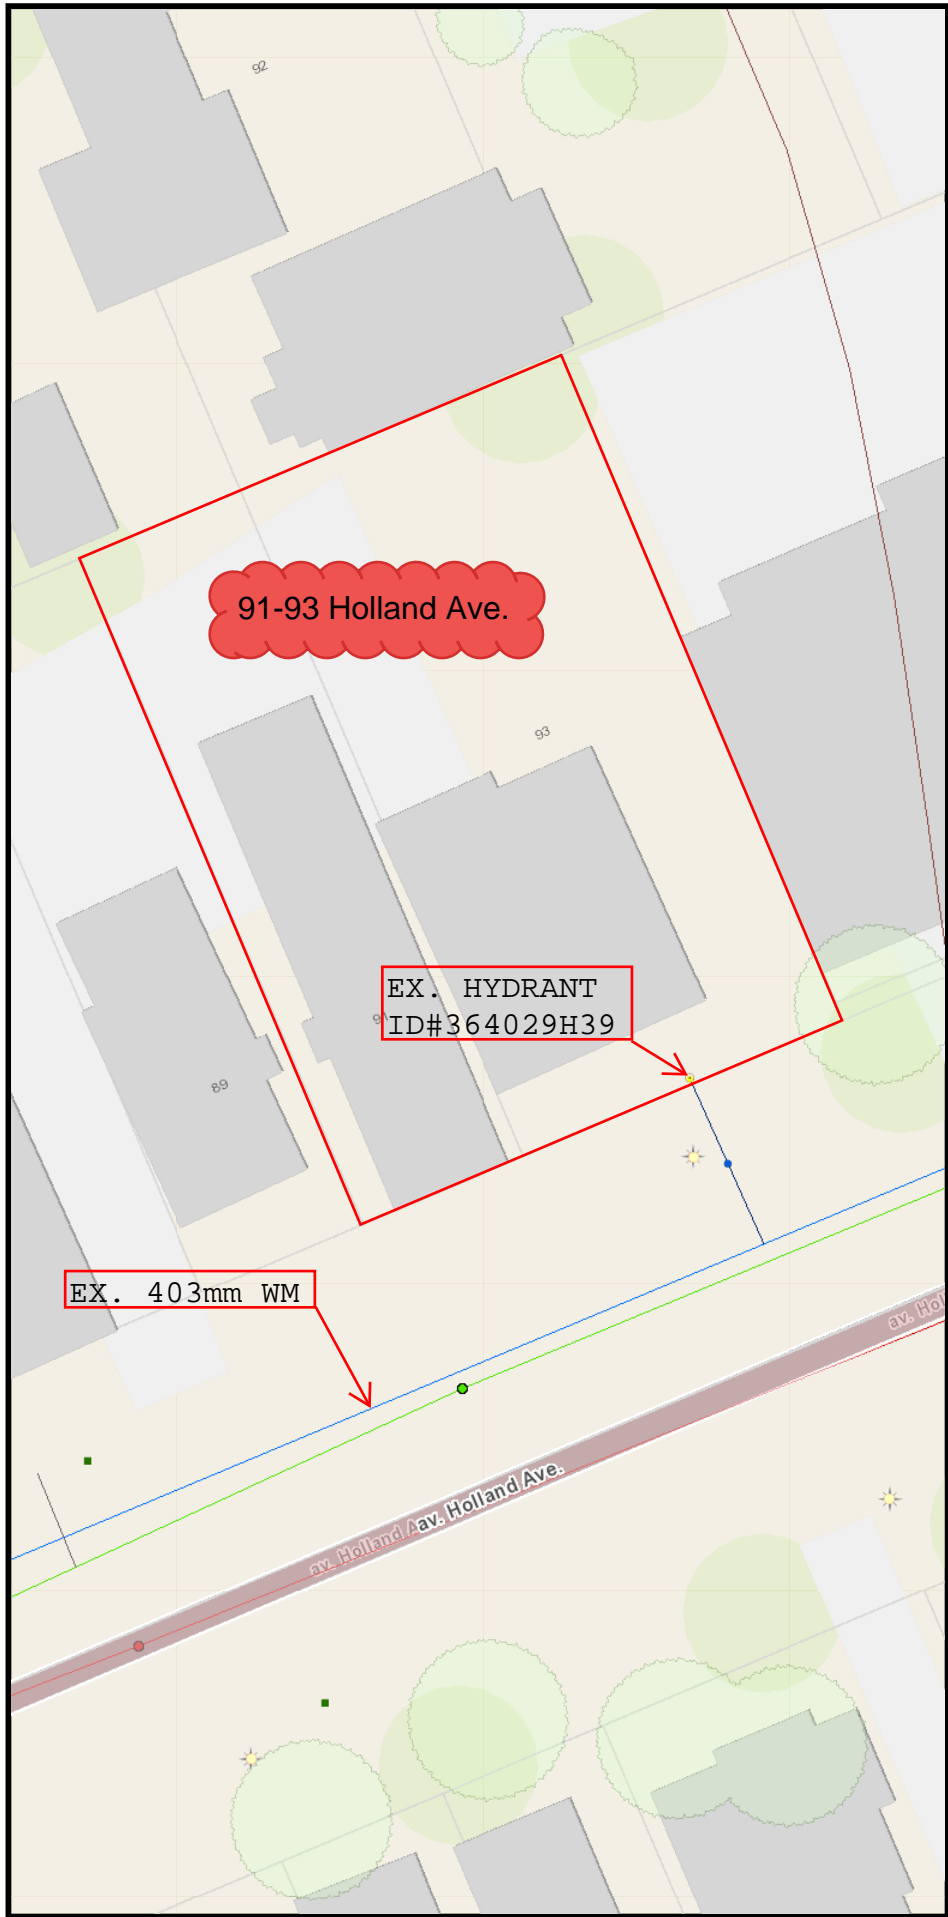 92
91-93 Holland Ave.
93
EX. HYDRANT
ID#364029H39
91
89
EX. 403mm WM
av. Hol
av. Holland Ave.
av. Holland A